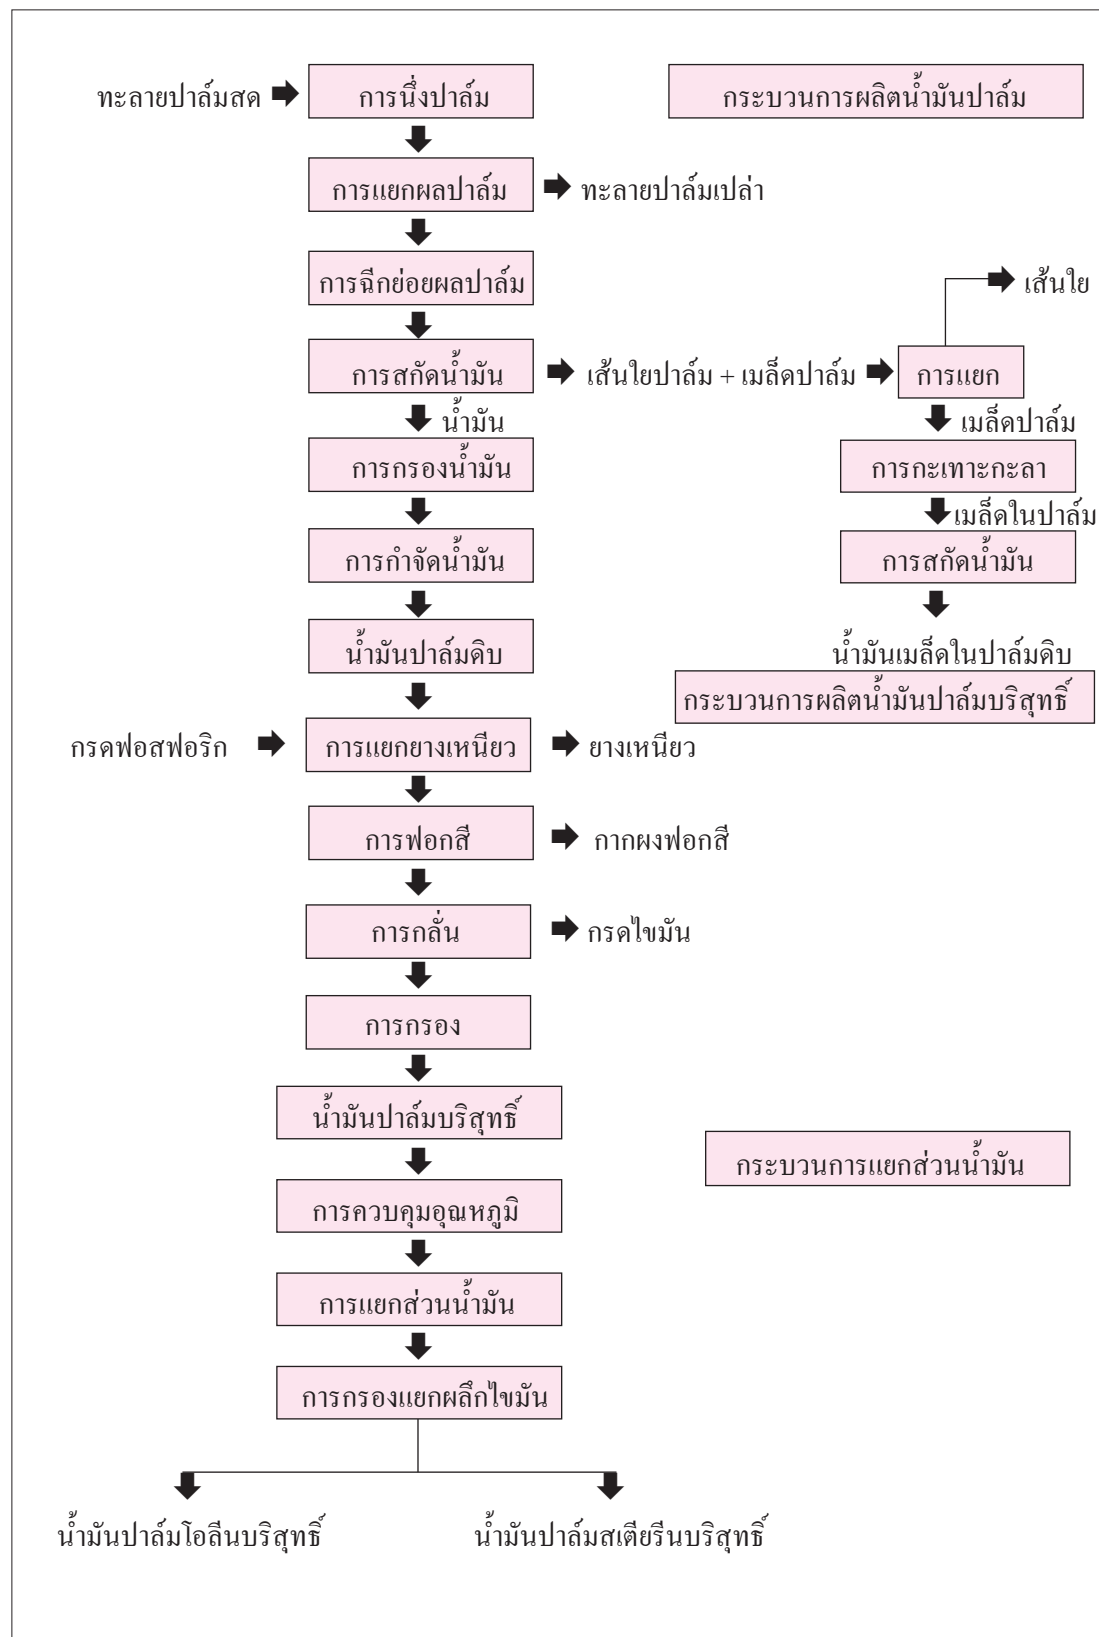 ทะลายปาล์มสด
การนึ่งปาล์ม
กระบวนการผลิตน้ำมันปาล์ม
การแยกผลปาล์ม
ทะลายปาล์มเปล่า
การฉีกย่อยผลปาล์ม
เส้นใย
การสกัดน้ำมัน
เส้นใยปาล์ม + เมล็ดปาล์ม
การแยก
น้ำมัน
เมล็ดปาล์ม
การกรองน้ำมัน
การกะเทาะกะลา
เมล็ดในปาล์ม
การกำจัดน้ำมัน
การสกัดน้ำมัน
น้ำมันปาล์มดิบ
น้ำมันเมล็ดในปาล์มดิบ
กระบวนการผลิตน้ำมันปาล์มบริสุทธิ์
กรดฟอสฟอริก
การแยกยางเหนียว
ยางเหนียว
การฟอกสี
กากผงฟอกสี
การกลั่น
กรดไขมัน
การกรอง
น้ำมันปาล์มบริสุทธิ์
กระบวนการแยกส่วนน้ำมัน
การควบคุมอุณหภูมิ
การแยกส่วนน้ำมัน
การกรองแยกผลึกไขมัน
น้ำมันปาล์มโอลีนบริสุทธิ์
น้ำมันปาล์มสเตียรีนบริสุทธิ์